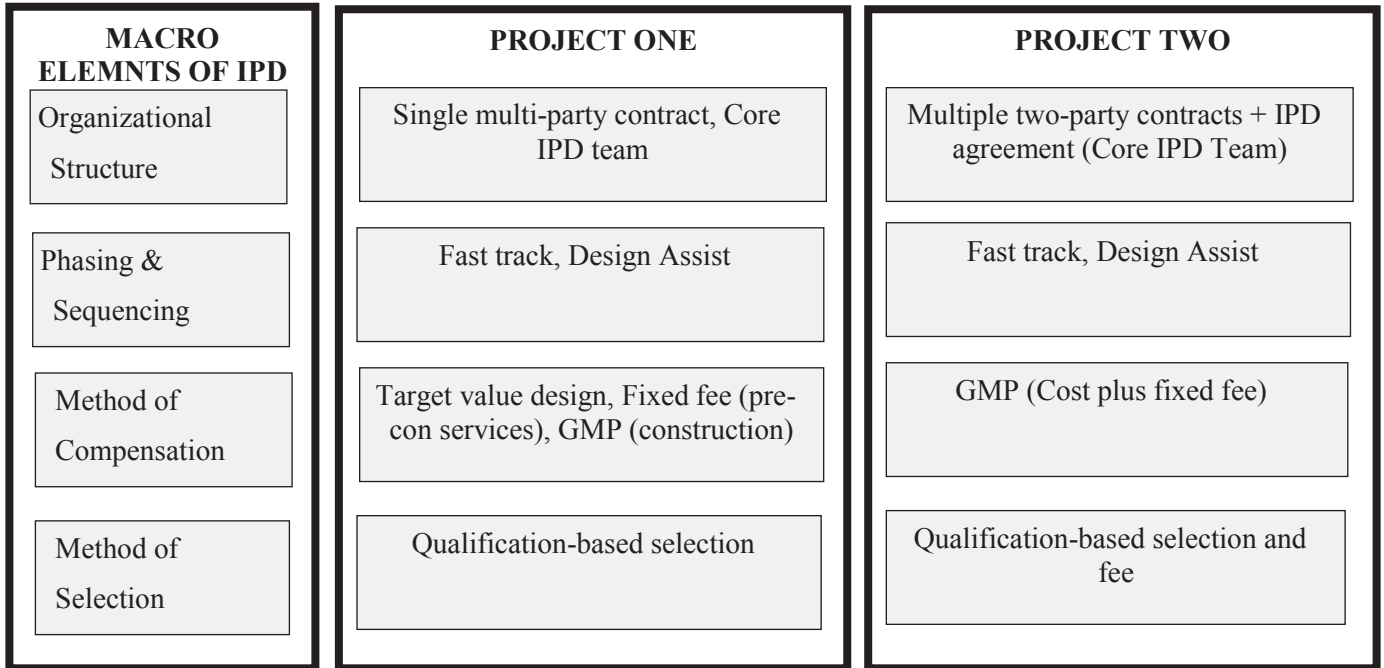 MACRO
ELEMNTS OF IPD
Organizational
Structure
Phasing &
Sequencing
Method of
Compensation
Method of
Selection
PROJECT ONE
Single multi-party contract, Core
IPD team
Fast track, Design Assist
Target value design, Fixed fee (pre-
con services), GMP (construction)
Qualification-based selection
PROJECT TWO
Multiple two-party contracts + IPD
agreement (Core IPD Team)
Fast track, Design Assist
GMP (Cost plus fixed fee)
Qualification-based selection and
fee